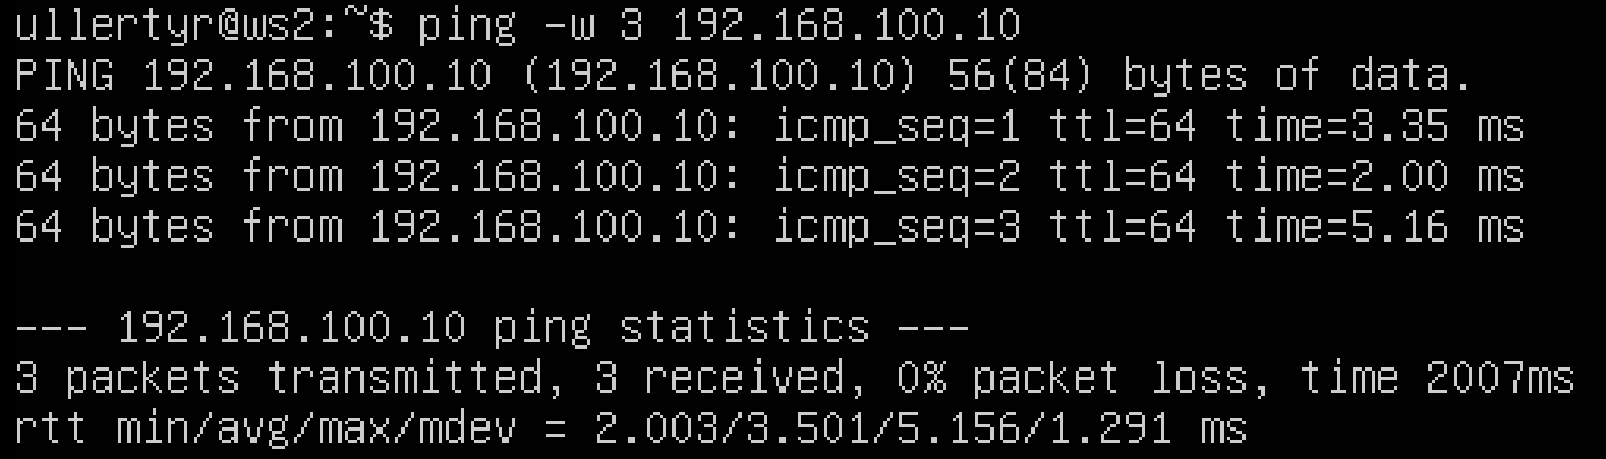 ullertyr@ws2:~$ ping -w 3 192.168.100.10
PING 192.168.100.10 (192.168.100.10) 56(84) bytes of data.
64 bytes from 192.168.100.10: icmp_seq=1 ttl=64 time=3.35 ms
64 bytes from 192.168.100.10: icmp_seq=2 ttl=64 time=2.00 ms
64 bytes from 192.168.100.10: icmp_seq=3 ttl=64 time=5.16 ms
--- 192.168.100.10 ping statistics ---
3 packets transmitted, 3 received, 0% packet loss, time 2007ms
rtt min/avg/max/mdev = 2.003/3.501/5.156/1.291 ms